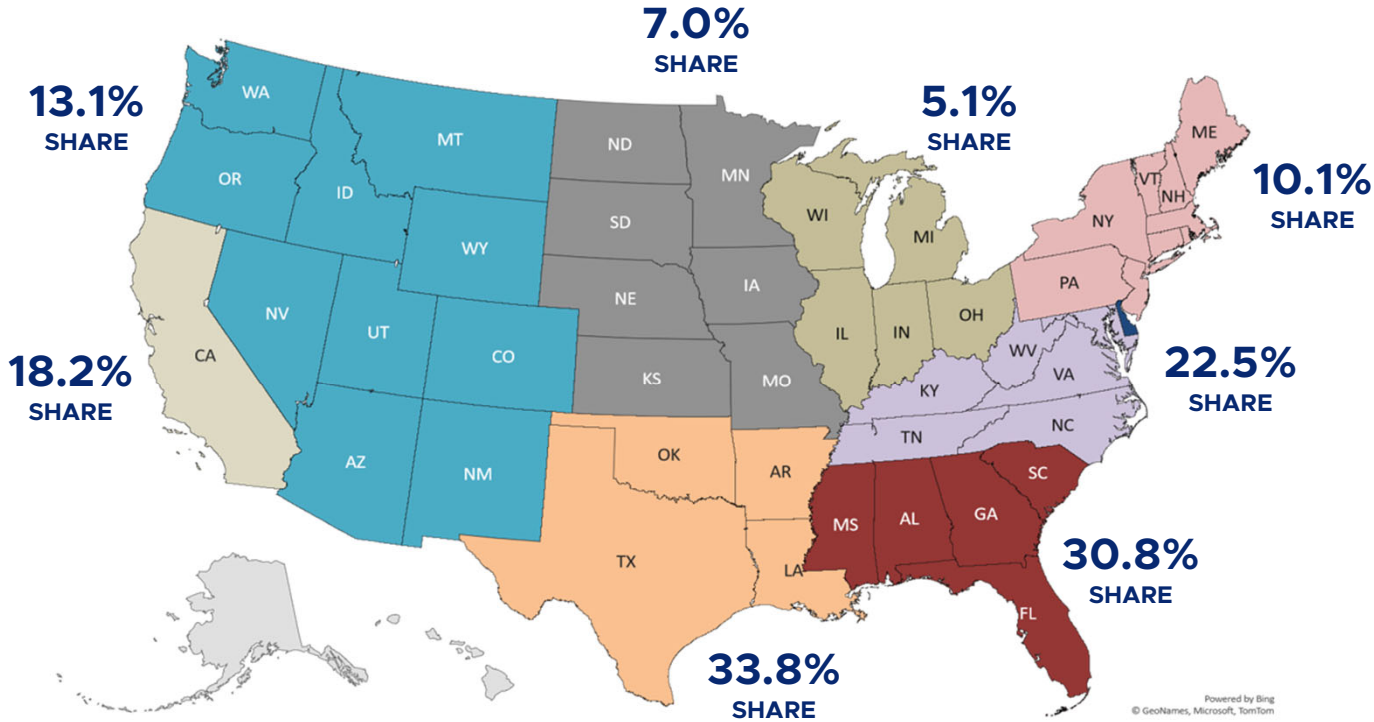 7.0%
SHARE
13.1%
SHARE
5.1%
SHARE
10.1%
SHARE
18.2%
SHARE
22.5%
SHARE
30.8%
SHARE
33.8%
SHARE
WA
OR
ID
MT
WY
NV
UT
CO
AZ
NM
CA
ND
SD
NE
KS
MN
IA
MO
OK
TX
AR
LA
WI
MI
IL
IN
OH
ME
VT
NH
NY
PA
WV
VA
KY
TN
NC
SC
MS
AL
GA
FL
Powered by Bing
© GeoNames, Microsoft, TomTom